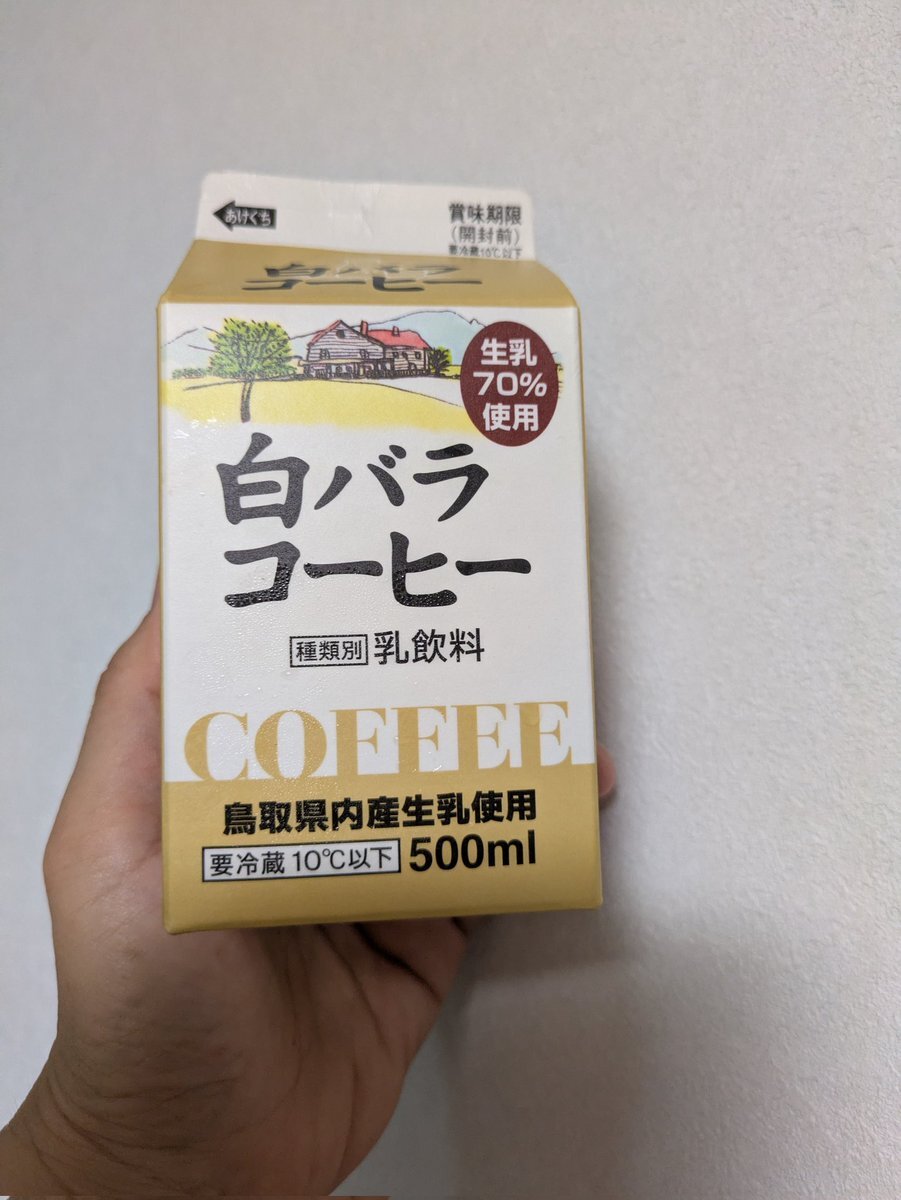 あけぐち
賞味期限
(開封前)
要冷蔵10℃以下
白バラ
コーヒー
生乳
70%
使用
白バラ
コーヒー
種類別 乳飲料
COFFEE
鳥取県内産生乳使用
要冷蔵10℃以下 500ml